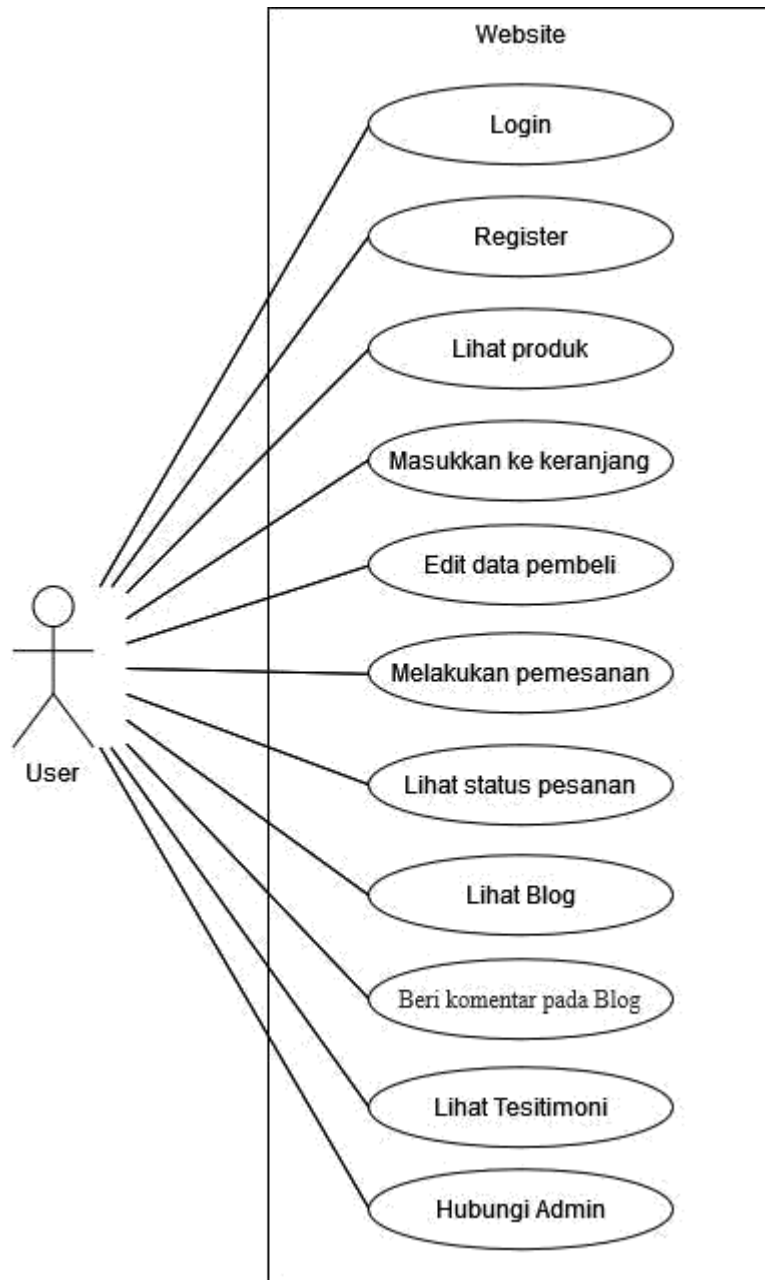 Website
Login
Register
Lihat produk
Masukkan ke keranjang
Edit data pembeli
Melakukan pemesanan
Lihat status pesanan
User
Lihat Blog
Beri komentar pada Blog
Lihat Tesitimoni
Hubungi Admin